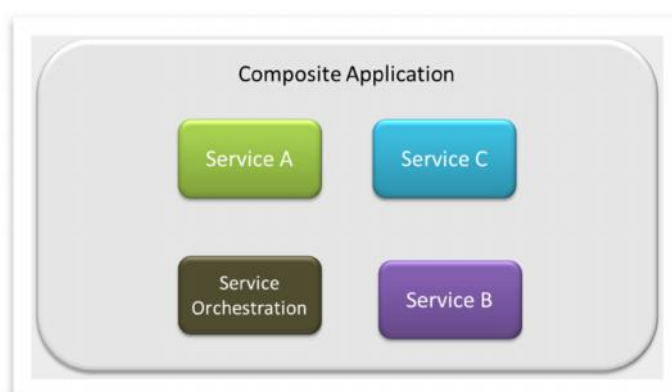 Composite Application
Service A
Service C
Service
Orchestration
Service B